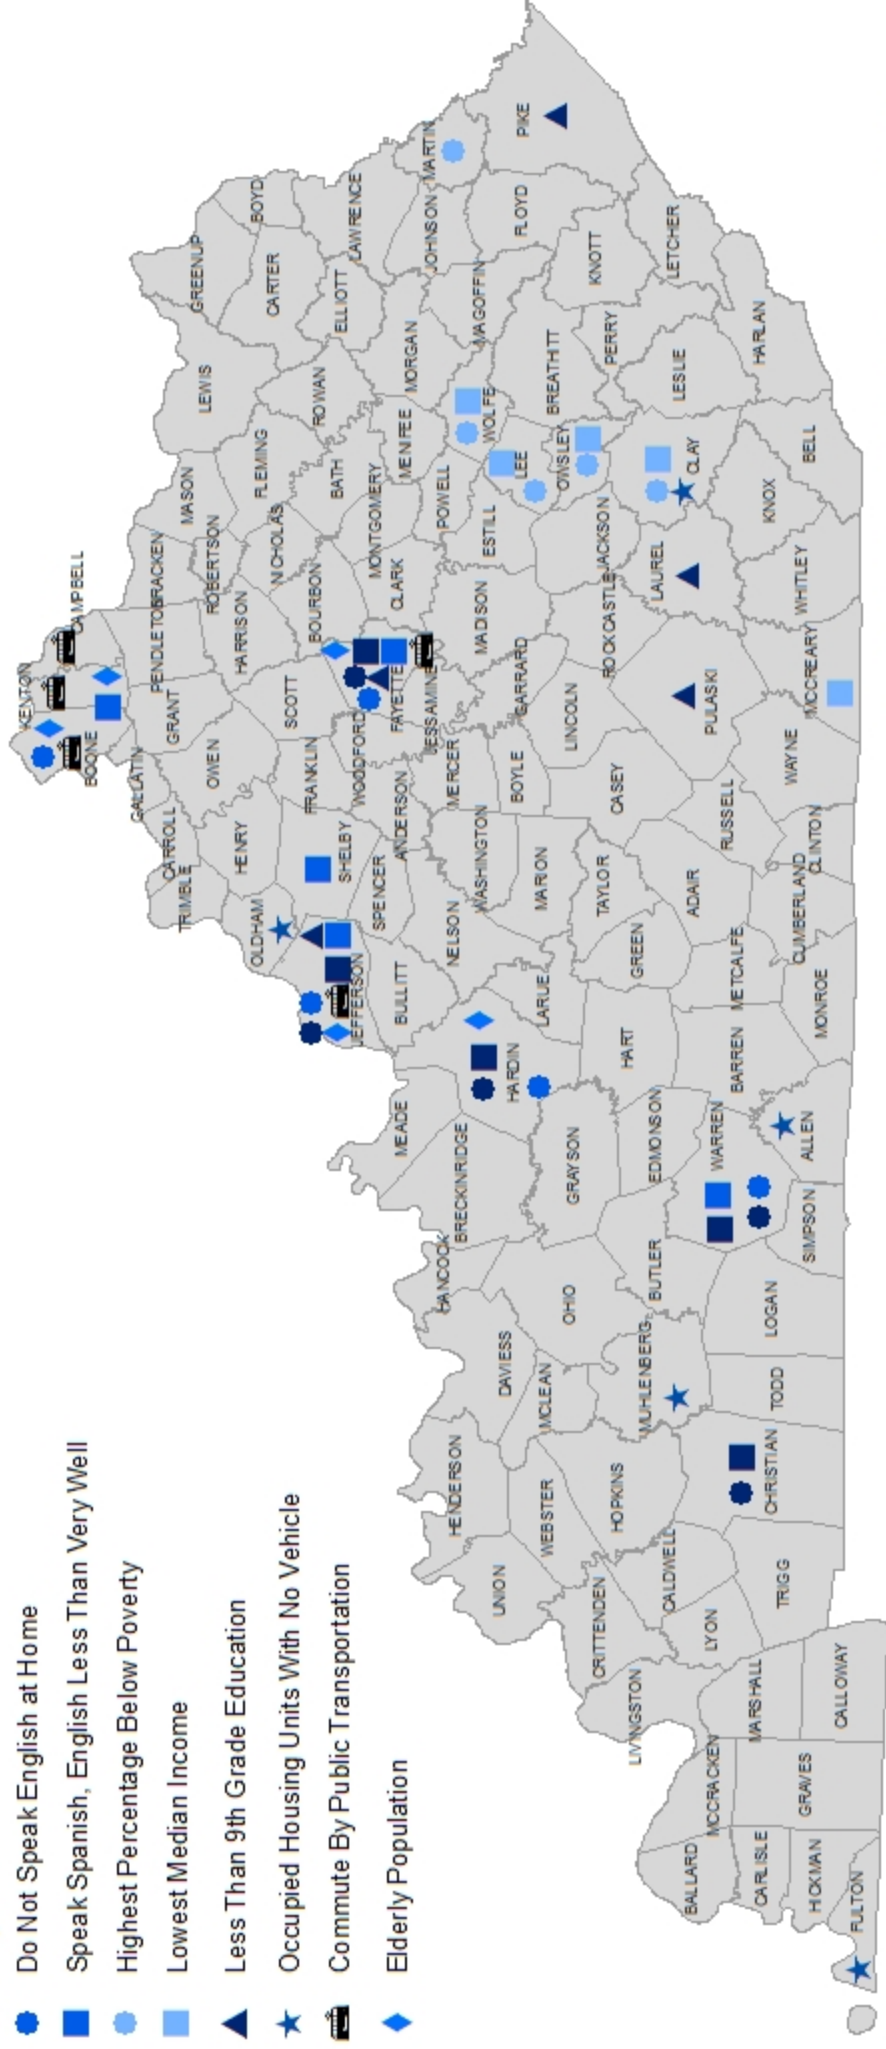 Do Not Speak English at Home
Speak Spanish, English Less Than Very Well
Highest Percentage Below Poverty
Lowest Median Income
Less Than 9th Grade Education
Occupied Housing Units With No Vehicle
Commute By Public Transportation
Elderly Population
KENTON
CAMPBELL
BOONE
GALLATIN
PENDLETON
BRACKEN
GRANT
MASON
LEWIS
GREENUP
BOYD
CARTER
CARROLL
TRIMBLE
OWEN
HENRY
HARRISON
ROBERTSON
FLEMING
NICHOLAS
ROWAN
ELLIOTT
LAWRENCE
OLDHAM
SHELBY
FRANKLIN
SCOTT
BOURBON
BATH
JEFFERSON
SPENCER
ANDERSON
WOODFORD
FAYETTE
CLARK
MONTGOMERY
MENIFEE
MORGAN
JOHNSON
MARTIN
MEADE
BULLITT
NELSON
WASHINGTON
MERCER
JESSAMINE
MADISON
ESTILL
POWELL
WOLFE
MAGOFFIN
FLOYD
PIKE
HENDERSON
UNION
DAVIESS
HANCOCK
BRECKINRIDGE
HARDIN
LARUE
MARION
BOYLE
GARRARD
LINCOLN
ROCKCASTLE
JACKSON
LEE
OWSLEY
BREATHITT
PERRY
KNOTT
LETCHER
WEBSTER
MCLEAN
OHIO
GRAYSON
HART
GREEN
TAYLOR
CASEY
PULASKI
LAUREL
CLAY
LESLIE
HARLAN
CRITTENDEN
HOPKINS
MUHLENBERG
BUTLER
EDMONSON
WARREN
BARREN
METCALFE
ADAIR
RUSSELL
WAYNE
MCCREARY
WHITLEY
KNOX
BELL
LIVINGSTON
CALDWELL
LYON
TRIGG
CHRISTIAN
TODD
LOGAN
SIMPSON
ALLEN
MONROE
CUMBERLAND
CLINTON
BALLARD
MCCRACKEN
MARSHALL
CALLOWAY
GRAVES
CARLISLE
HICKMAN
FULTON